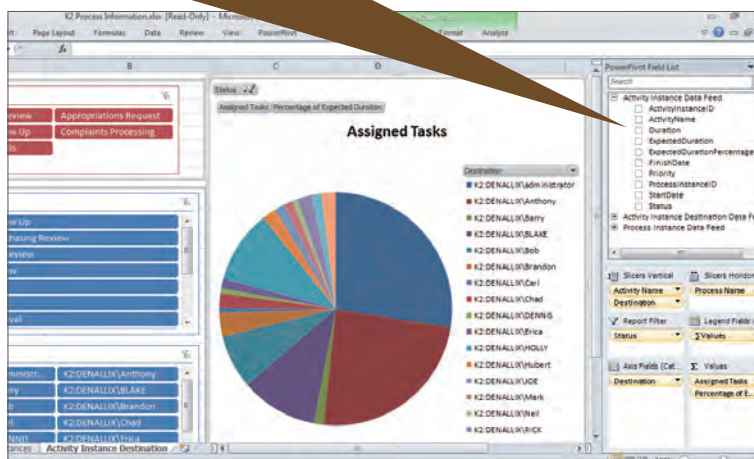 K2 Process Information.xlsx [Read-Only] - Microsoft
Page Layout Formulas Data Review View PowerPivot Format Analyze
fx
B C D
Appropriations Request
Complaints Processing
w Up
chasing Review
K2:DENALLIX\Anthony
K2:DENALLIX\BLAKE
K2:DENALLIX\Brandon
K2:DENALLIX\Chad
K2:DENALLIX\Erica
Activity Instance Destination
Status
Assigned Tasks Percentage of Expected Duration
Assigned Tasks
Destination
K2:DENALLIX\administrator
K2:DENALLIX\Anthony
K2:DENALLIX\Barry
K2:DENALLIX\BLAKE
K2:DENALLIX\Bob
K2:DENALLIX\Brandon
K2:DENALLIX\Carl
K2:DENALLIX\Chad
K2:DENALLIX\DENNIS
K2:DENALLIX\Erica
K2:DENALLIX\HOLLY
K2:DENALLIX\Hubert
K2:DENALLIX\JOE
K2:DENALLIX\Mark
K2:DENALLIX\Neil
K2:DENALLIX\RICK
PowerPivot Field List
Search
Activity Instance Data Feed
ActivityInstanceID
ActivityName
Duration
ExpectedDuration
ExpectedDurationPercentage
FinishDate
Priority
ProcessInstanceID
StartDate
Status
Activity Instance Destination Data Fe
Process Instance Data Feed
Slicers Vertical Slicers Horizon
Activity Name Process Name
Destination
Report Filter Legend Fields
Status Σ Values
Axis Fields (Cat... Σ Values
Destination Assigned Tasks
Percentage of E...